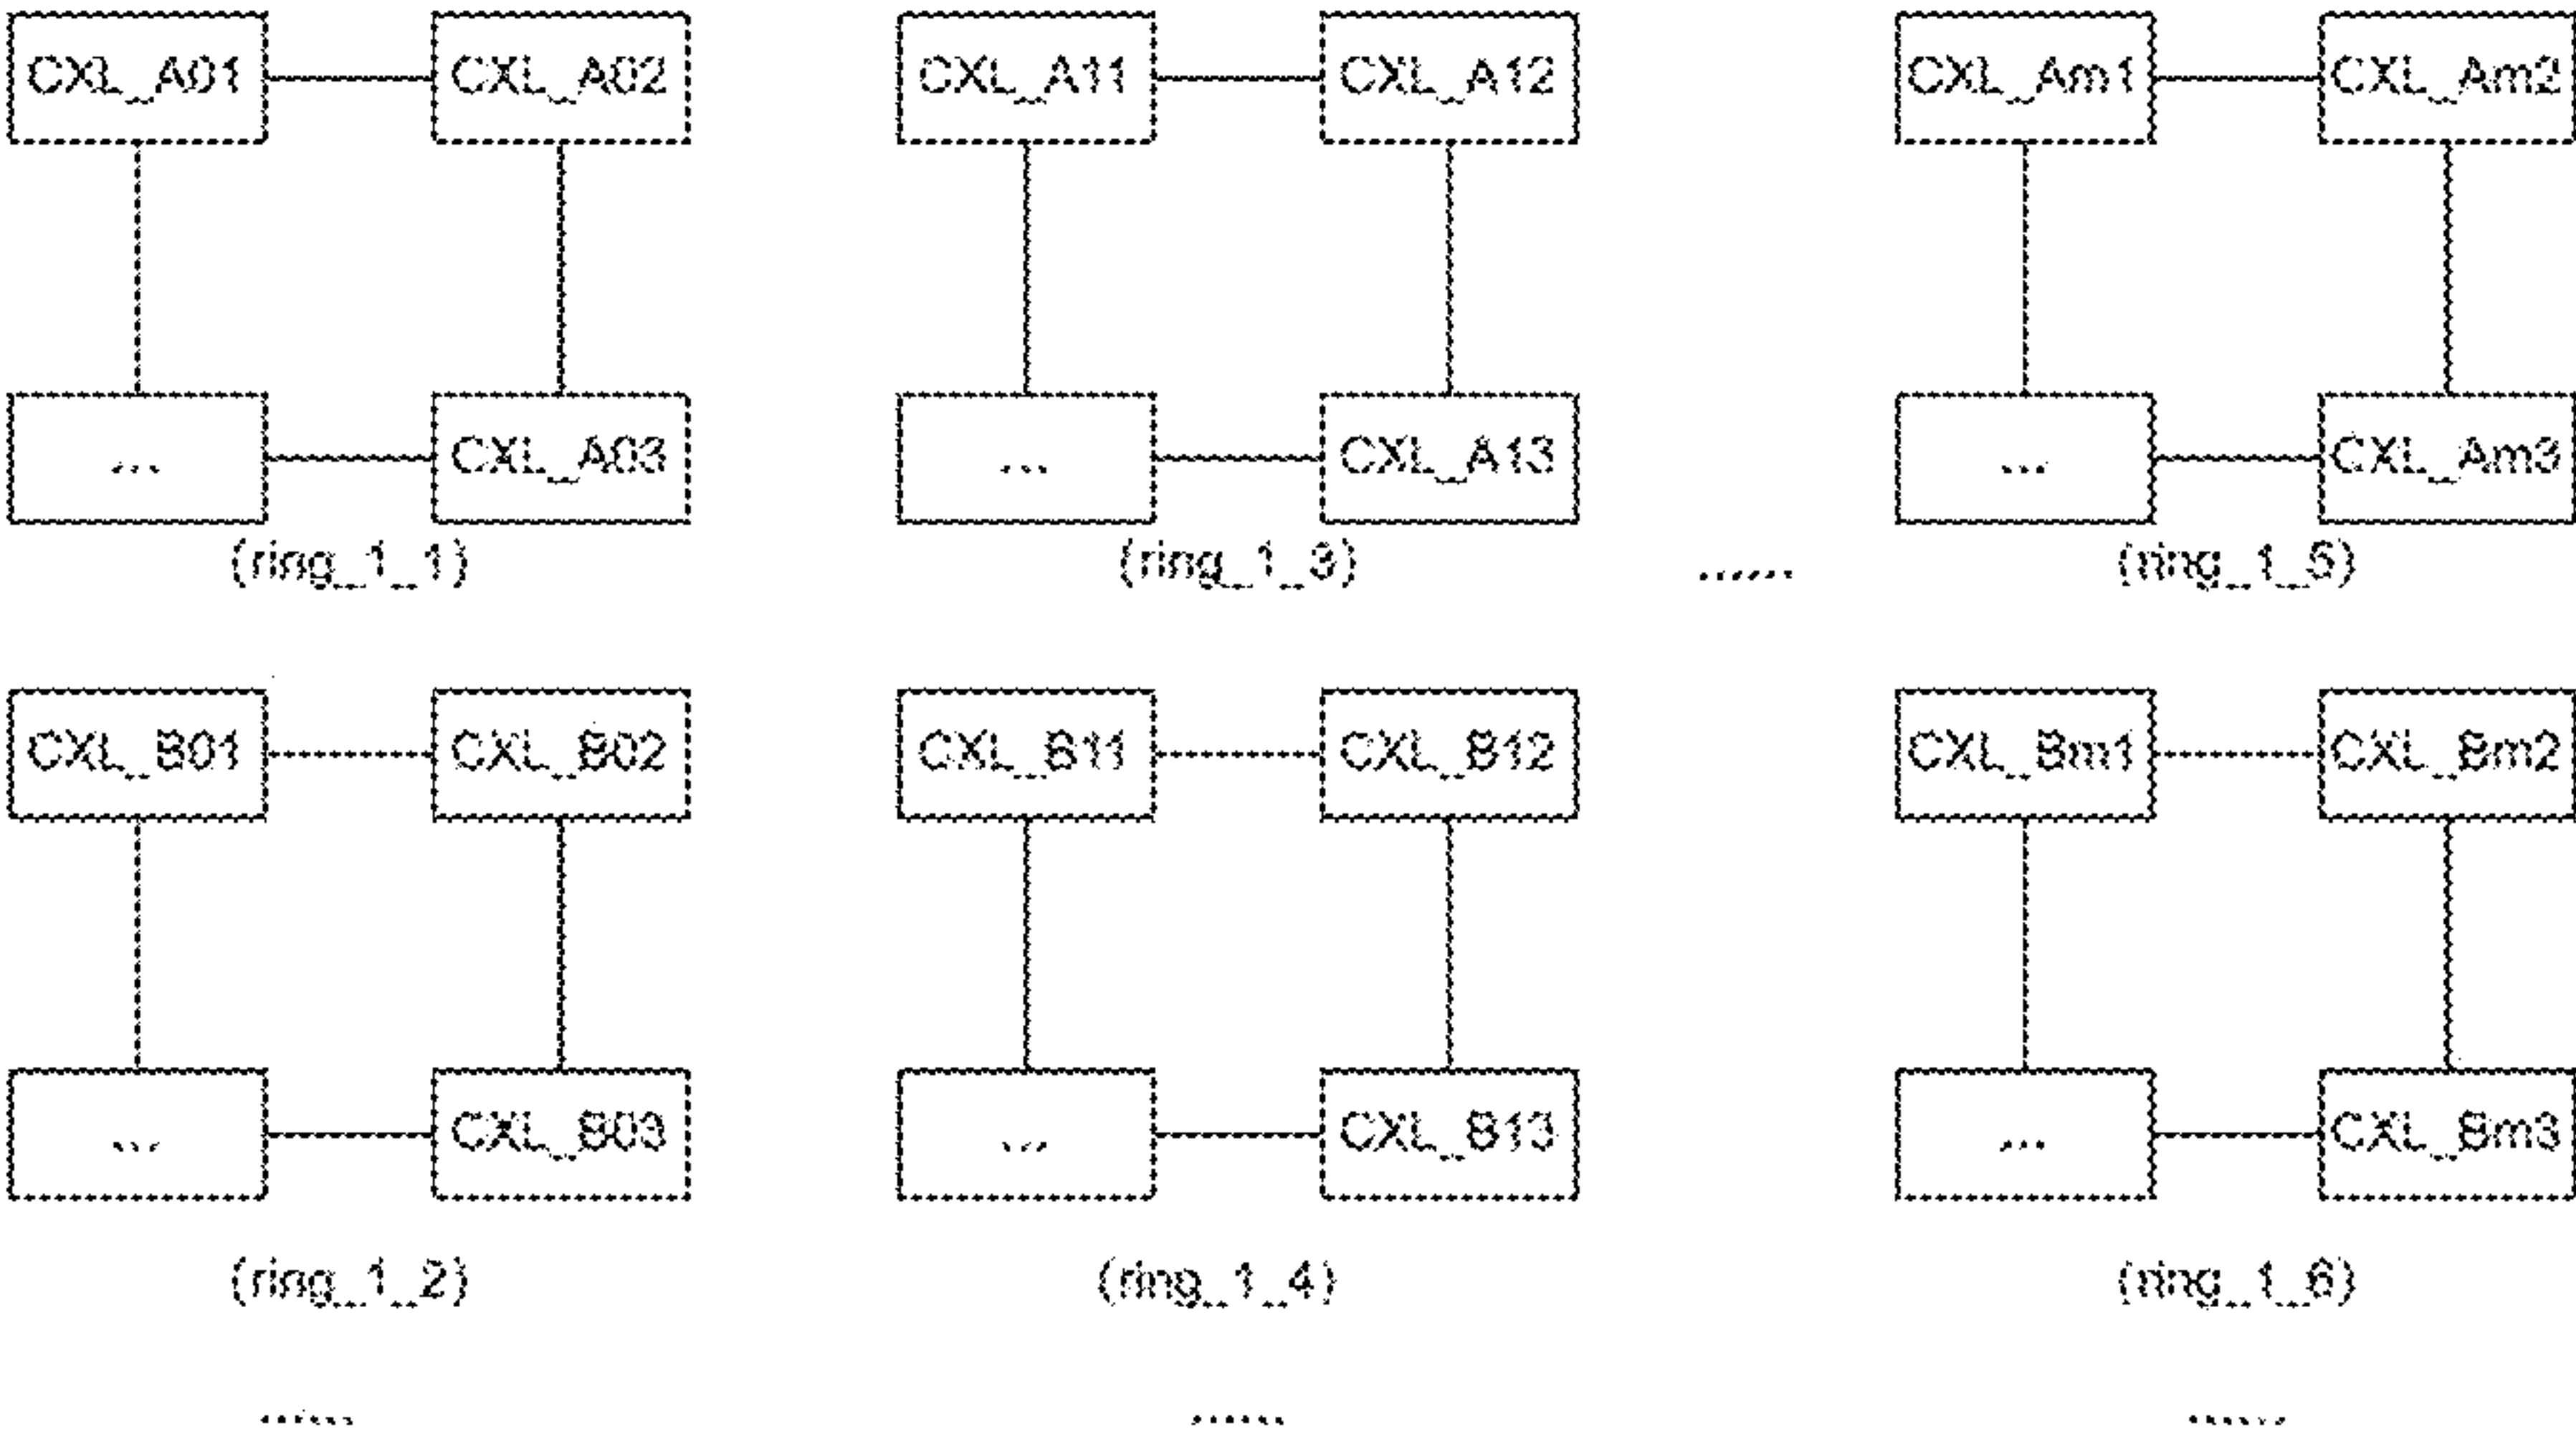 CXL_A01 CXL_A02 CXL_A11 CXL_A12 CXL_Am1 CXL_Am2
... CXL_A03 ... CXL_A13 ... CXL_Am3
(ring_1_1) (ring_1_3) ...... (ring_1_5)
CXL_B01 CXL_B02 CXL_B11 CXL_B12 CXL_Bm1 CXL_Bm2
... CXL_B03 ... CXL_B13 ... CXL_Bm3
(ring_1_2) (ring_1_4) (ring_1_6)
...... ...... ......